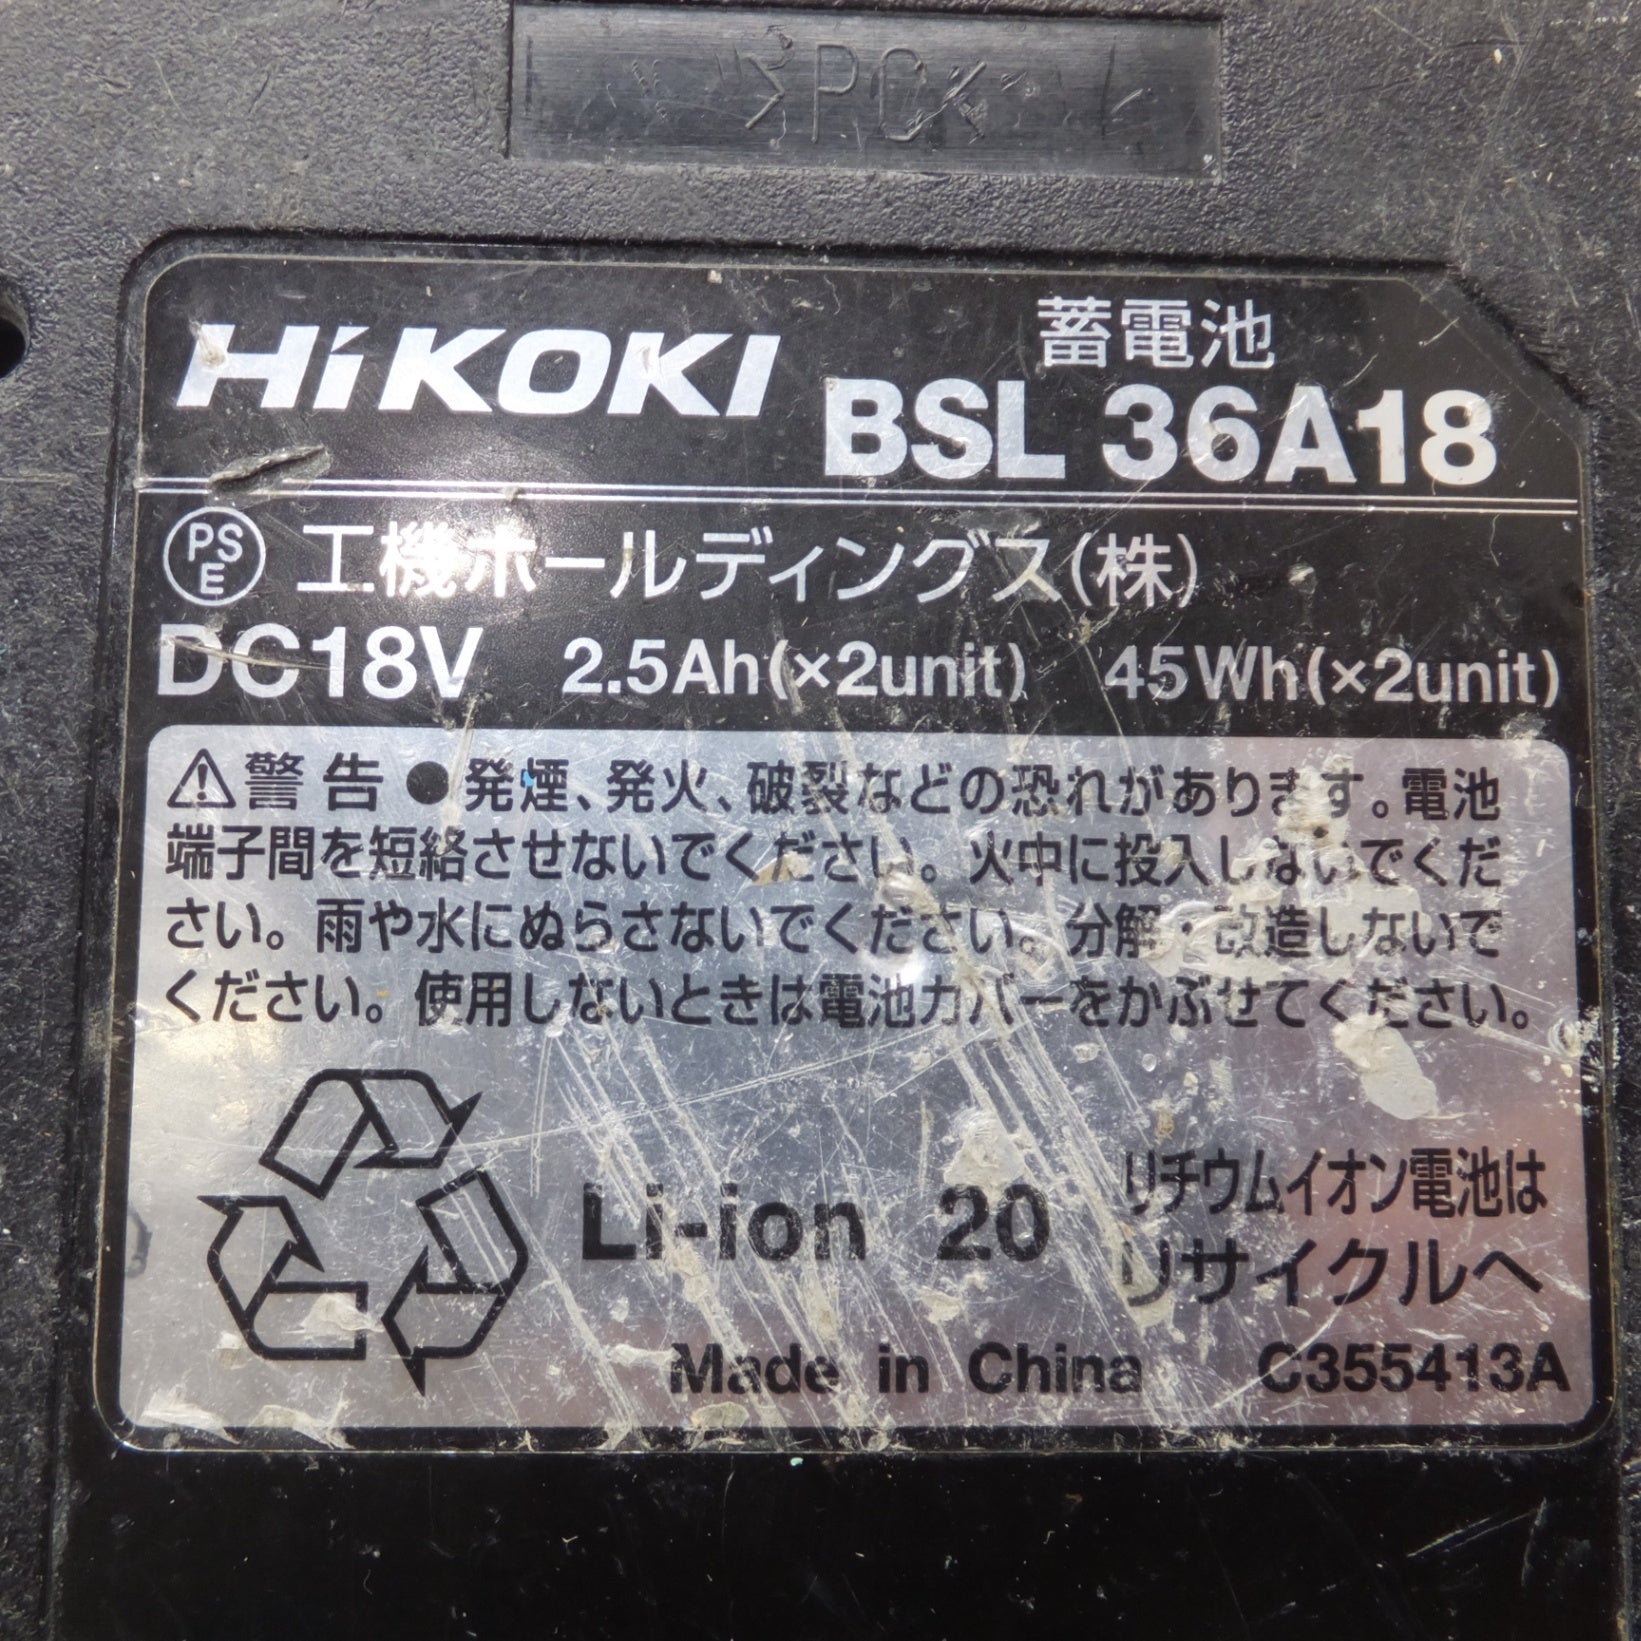 HiKOKI
蓄電池
BSL 36A18
PSE 工機ホールディングス(株)
DC18V 2.5Ah(×2unit) 45Wh(×2unit)
⚠警告 ●発煙、発火、破裂などの恐れがあります。電池
端子間を短絡させないでください。火中に投入しないでくだ
さい。雨や水にぬらさないでください。分解・改造しないで
ください。使用しないときは電池カバーをかぶせてください。
Li-ion 20
リチウムイオン電池は
リサイクルへ
Made in China C355413A